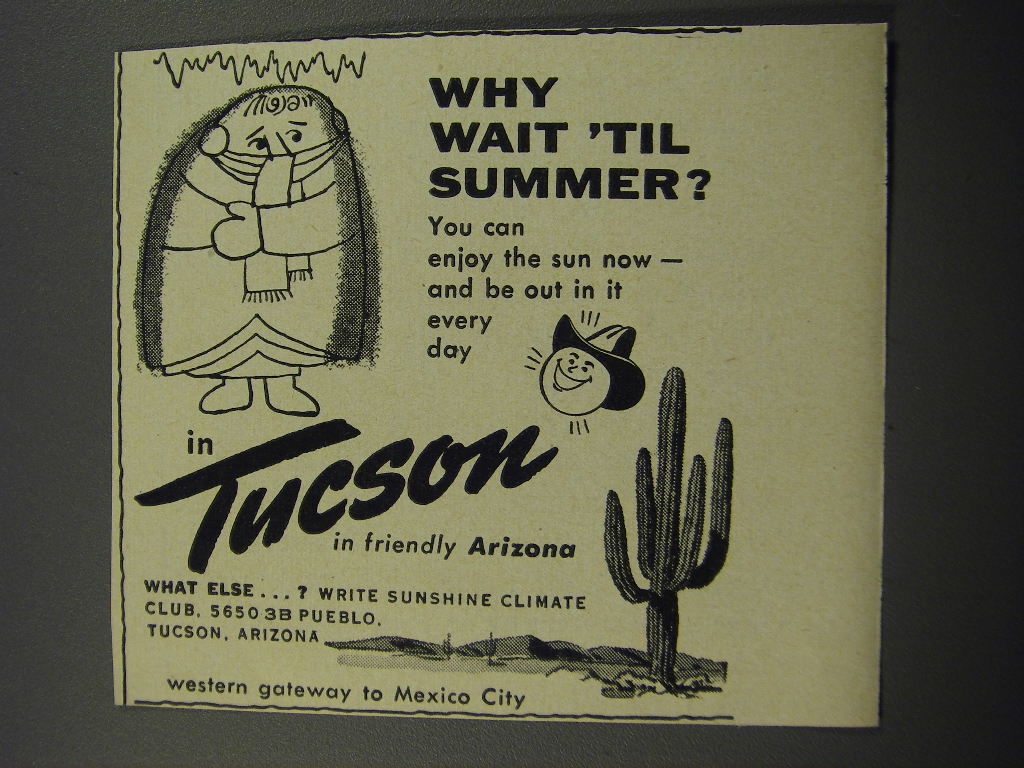 WHY
WAIT 'TIL
SUMMER?
You can
enjoy the sun now —
and be out in it
every
day
in
Tucson
in friendly Arizona
WHAT ELSE . . . ? WRITE SUNSHINE CLIMATE
CLUB, 5650 3B PUEBLO,
TUCSON, ARIZONA
western gateway to Mexico City